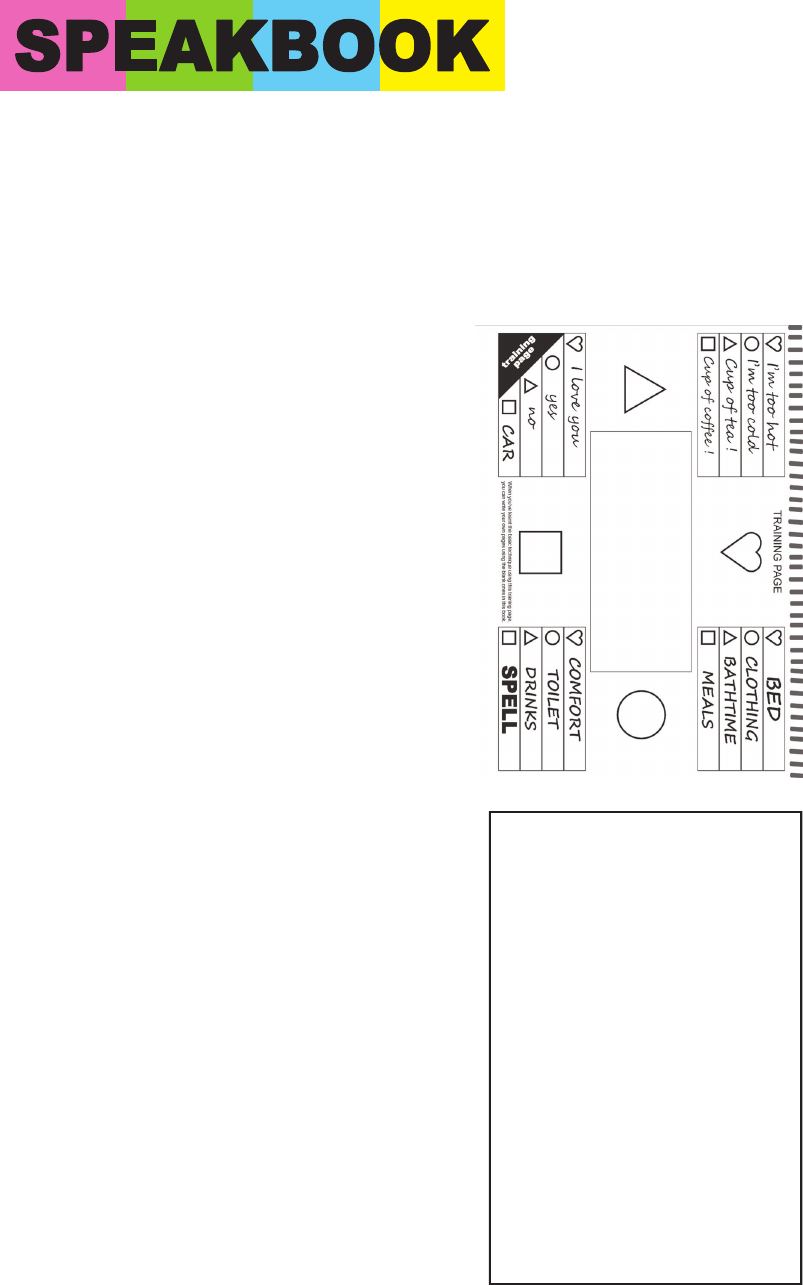 SPEAKBOOK
TRAINING PAGE
I'm too hot
I'm too cold
Cup of tea !
Cup of coffee !
BED
CLOTHING
BATHTIME
MEALS
I love you
yes
no
CAR
training
page
When you've learnt the basic technique using this training page,
you can write your own pages using the blank ones in this book.
COMFORT
TOILET
DRINKS
SPELL